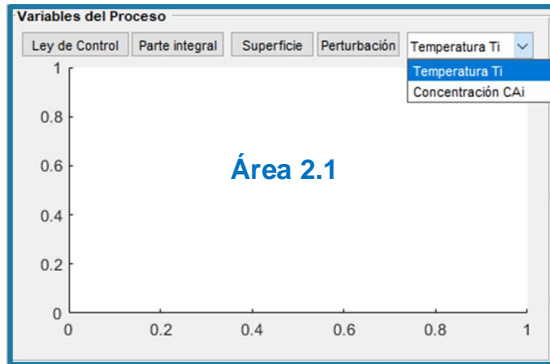 Variables del Proceso
Ley de Control Parte integral Superficie Perturbación Temperatura Ti
Temperatura Ti
Concentración CAi
1
0.8
0.6
Área 2.1
0.4
0.2
0
0 0.2 0.4 0.6 0.8 1